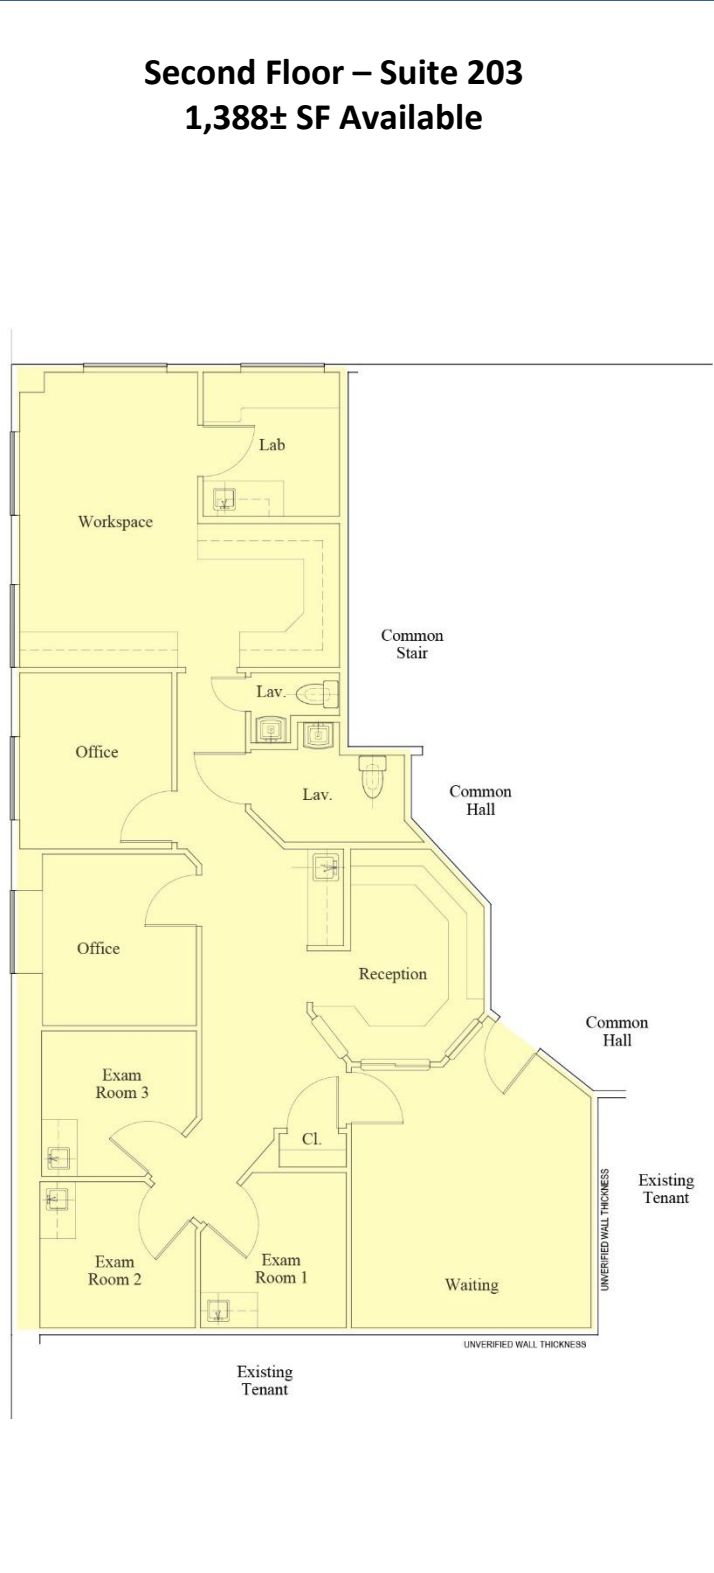 Second Floor – Suite 203
1,388± SF Available
Lab
Workspace
Common
Stair
Lav.
Office
Lav.
Common
Hall
Office
Reception
Common
Hall
Exam
Room 3
Cl.
Existing
Tenant
UNVERIFIED WALL THICKNESS
Exam
Room 2
Exam
Room 1
Waiting
UNVERIFIED WALL THICKNESS
Existing
Tenant